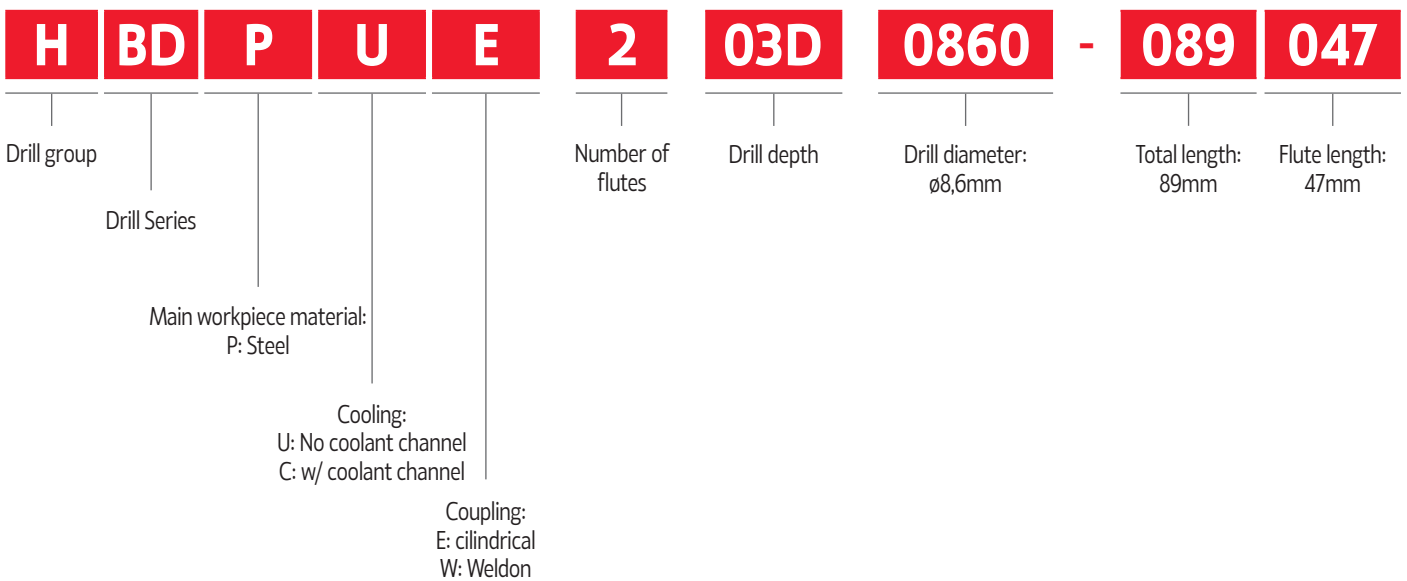 H BD P U E 2 03D 0860 - 089 047
Drill group
Drill Series
Main workpiece material:
P: Steel
Cooling:
U: No coolant channel
C: w/ coolant channel
Coupling:
E: cilindrical
W: Weldon
Number of
flutes
Drill depth
Drill diameter:
ø8,6mm
Total length:
89mm
Flute length:
47mm